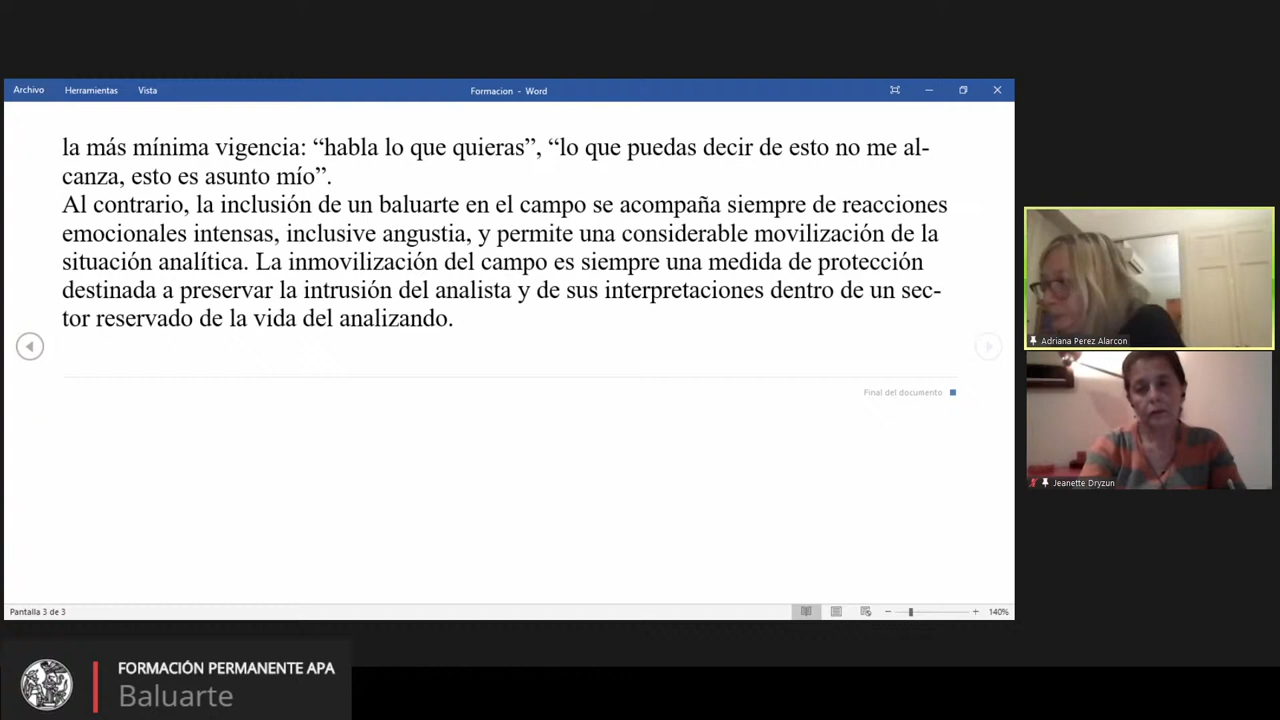 Archivo Herramientas Vista
Formacion - Word
la más mínima vigencia: “habla lo que quieras”, “lo que puedas decir de esto no me al-
canza, esto es asunto mío”.
Al contrario, la inclusión de un baluarte en el campo se acompaña siempre de reacciones
emocionales intensas, inclusive angustia, y permite una considerable movilización de la
situación analítica. La inmovilización del campo es siempre una medida de protección
destinada a preservar la intrusión del analista y de sus interpretaciones dentro de un sec-
tor reservado de la vida del analizando.
Final del documento
Pantalla 3 de 3
140%
Adriana Perez Alarcon
Jeanette Dryzun
FORMACIÓN PERMANENTE APA
Baluarte